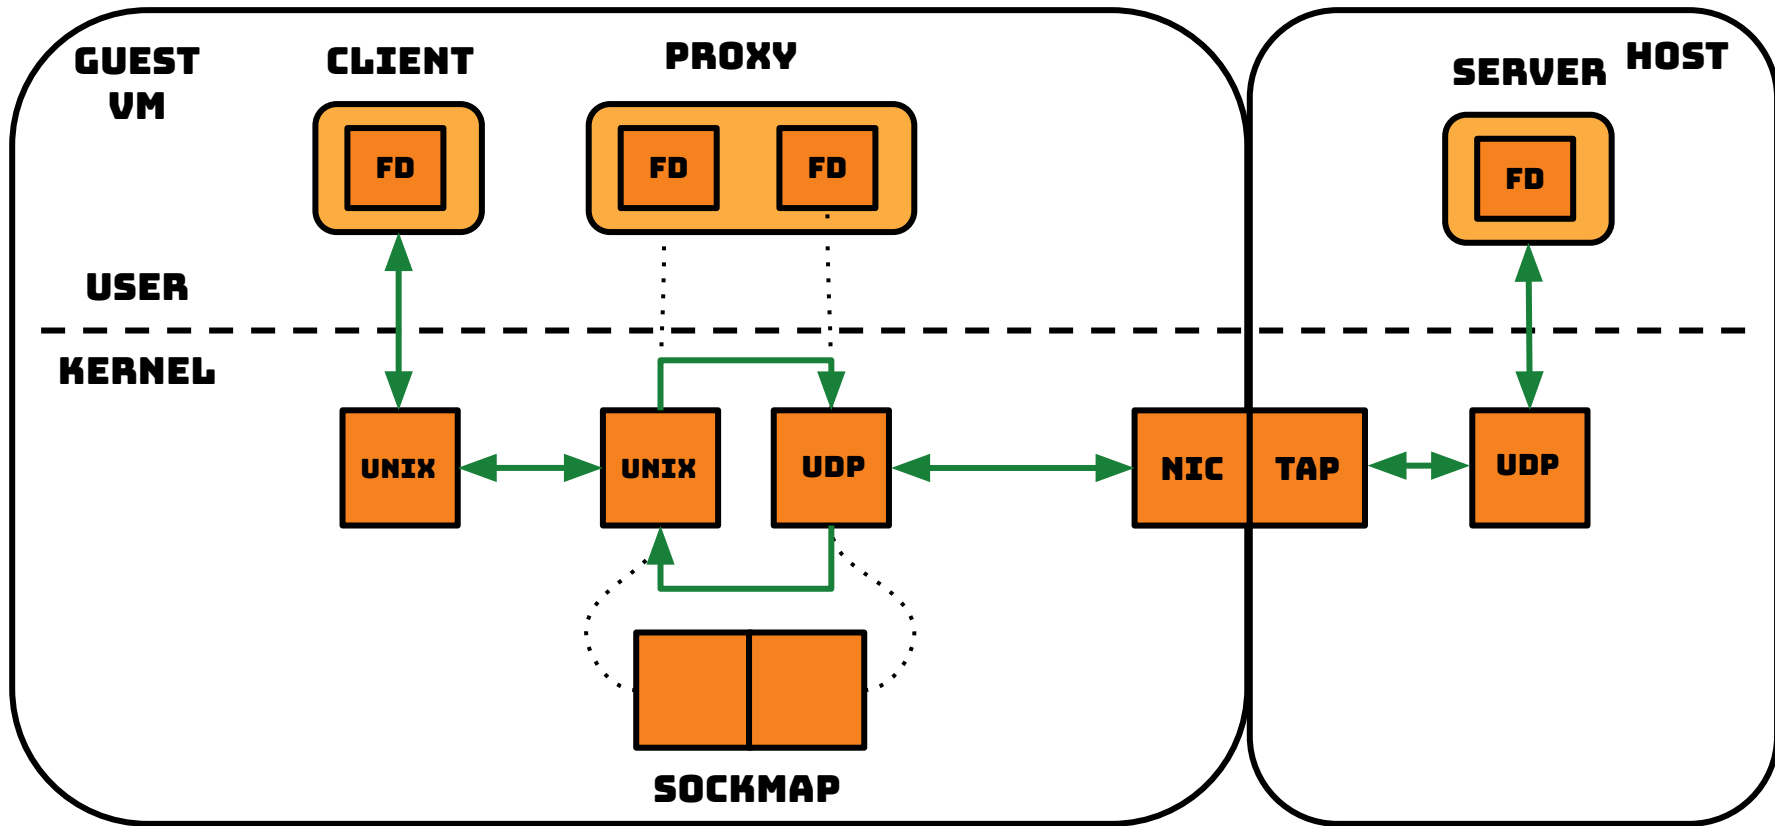 GUEST
VM
CLIENT
PROXY
SERVER
HOST
FD
FD
FD
FD
USER
KERNEL
UNIX
UNIX
UDP
NIC
TAP
UDP
SOCKMAP